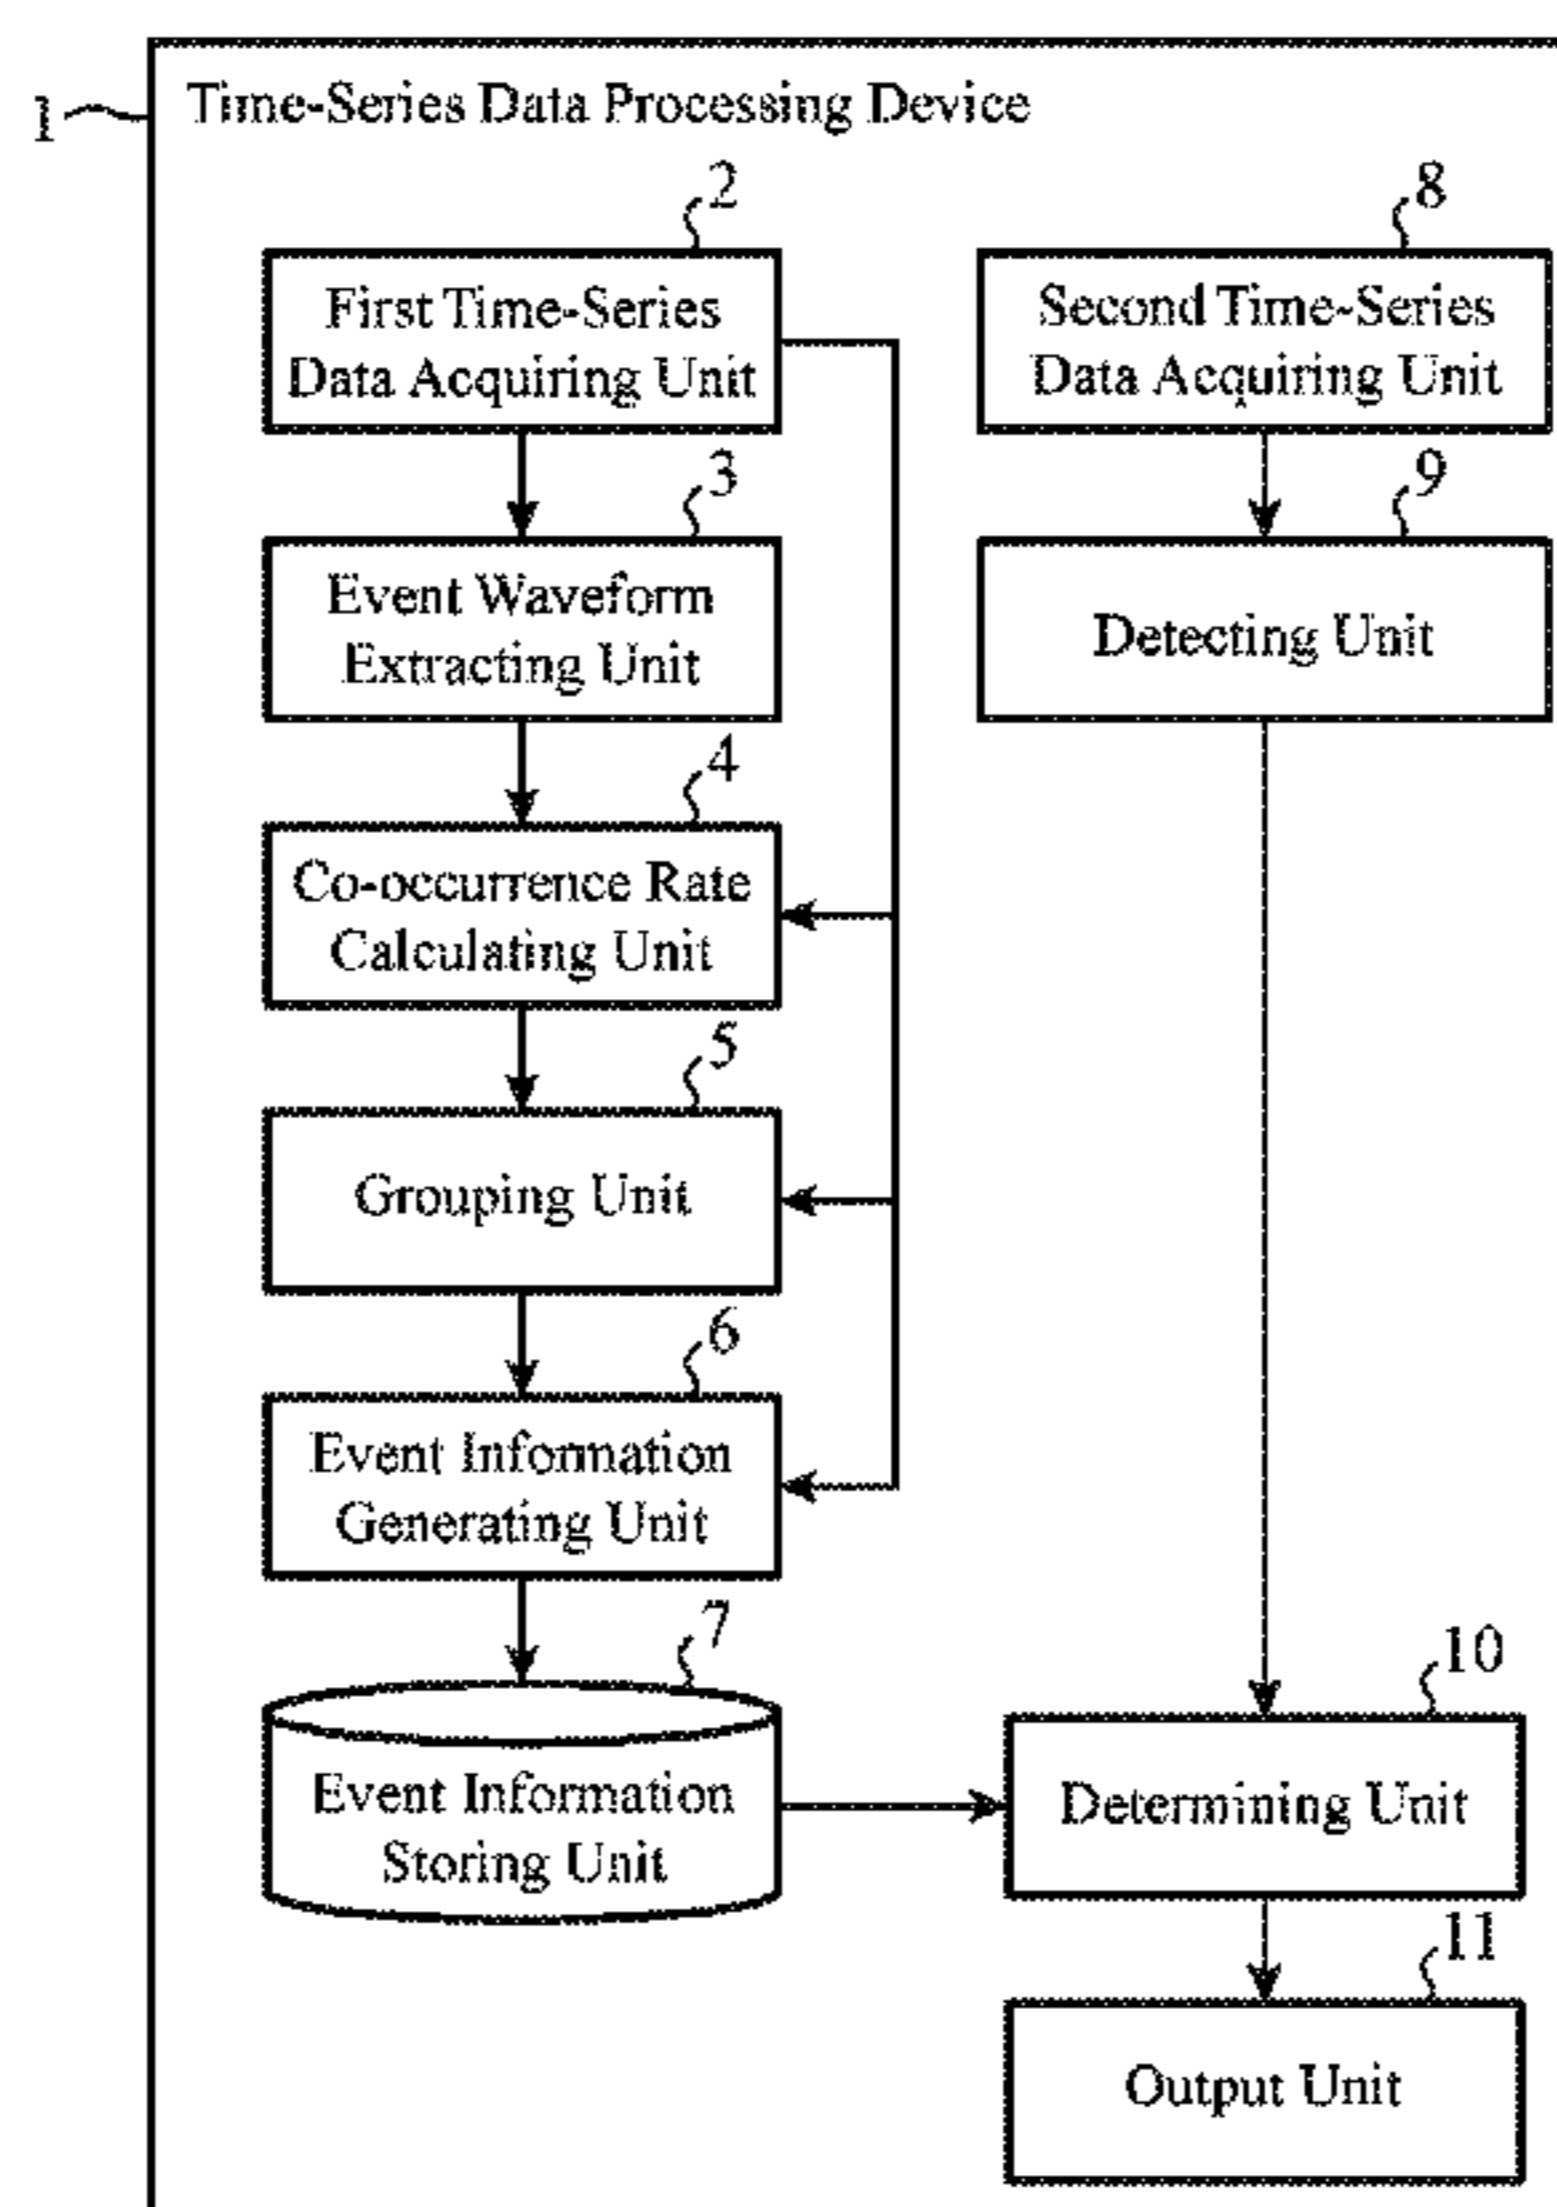 1
Time-Series Data Processing Device
2
First Time-Series
Data Acquiring Unit
3
Event Waveform
Extracting Unit
4
Co-occurrence Rate
Calculating Unit
5
Grouping Unit
6
Event Information
Generating Unit
7
Event Information
Storing Unit
8
Second Time-Series
Data Acquiring Unit
9
Detecting Unit
10
Determining Unit
11
Output Unit